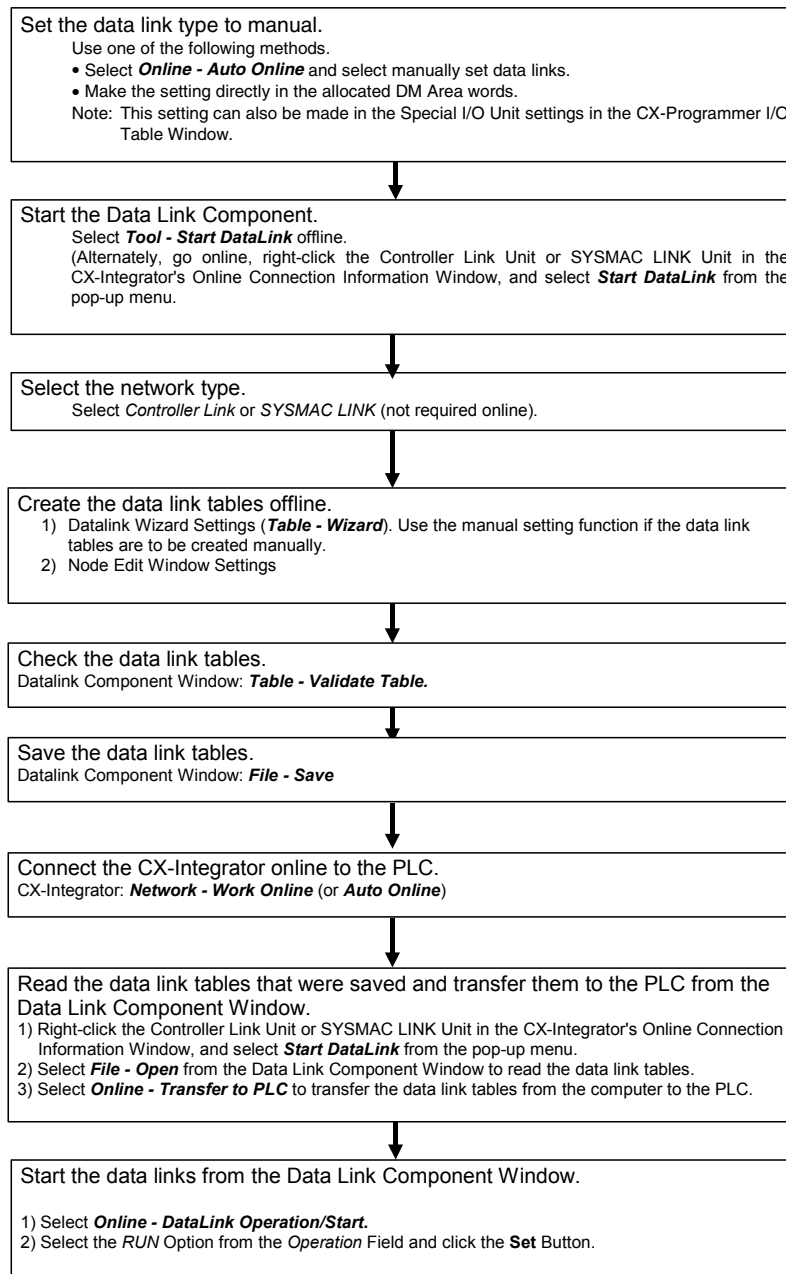 Set the data link type to manual.
Use one of the following methods.
• Select Online - Auto Online and select manually set data links.
• Make the setting directly in the allocated DM Area words.
Note: This setting can also be made in the Special I/O Unit settings in the CX-Programmer I/O
Table Window.
Start the Data Link Component.
Select Tool - Start DataLink offline.
(Alternately, go online, right-click the Controller Link Unit or SYSMAC LINK Unit in the
CX-Integrator's Online Connection Information Window, and select Start DataLink from the
pop-up menu.
Select the network type.
Select Controller Link or SYSMAC LINK (not required online).
Create the data link tables offline.
1) Datalink Wizard Settings (Table - Wizard). Use the manual setting function if the data link
tables are to be created manually.
2) Node Edit Window Settings
Check the data link tables.
Datalink Component Window: Table - Validate Table.
Save the data link tables.
Datalink Component Window: File - Save
Connect the CX-Integrator online to the PLC.
CX-Integrator: Network - Work Online (or Auto Online)
Read the data link tables that were saved and transfer them to the PLC from the
Data Link Component Window.
1) Right-click the Controller Link Unit or SYSMAC LINK Unit in the CX-Integrator's Online Connection
Information Window, and select Start DataLink from the pop-up menu.
2) Select File - Open from the Data Link Component Window to read the data link tables.
3) Select Online - Transfer to PLC to transfer the data link tables from the computer to the PLC.
Start the data links from the Data Link Component Window.
1) Select Online - DataLink Operation/Start.
2) Select the RUN Option from the Operation Field and click the Set Button.